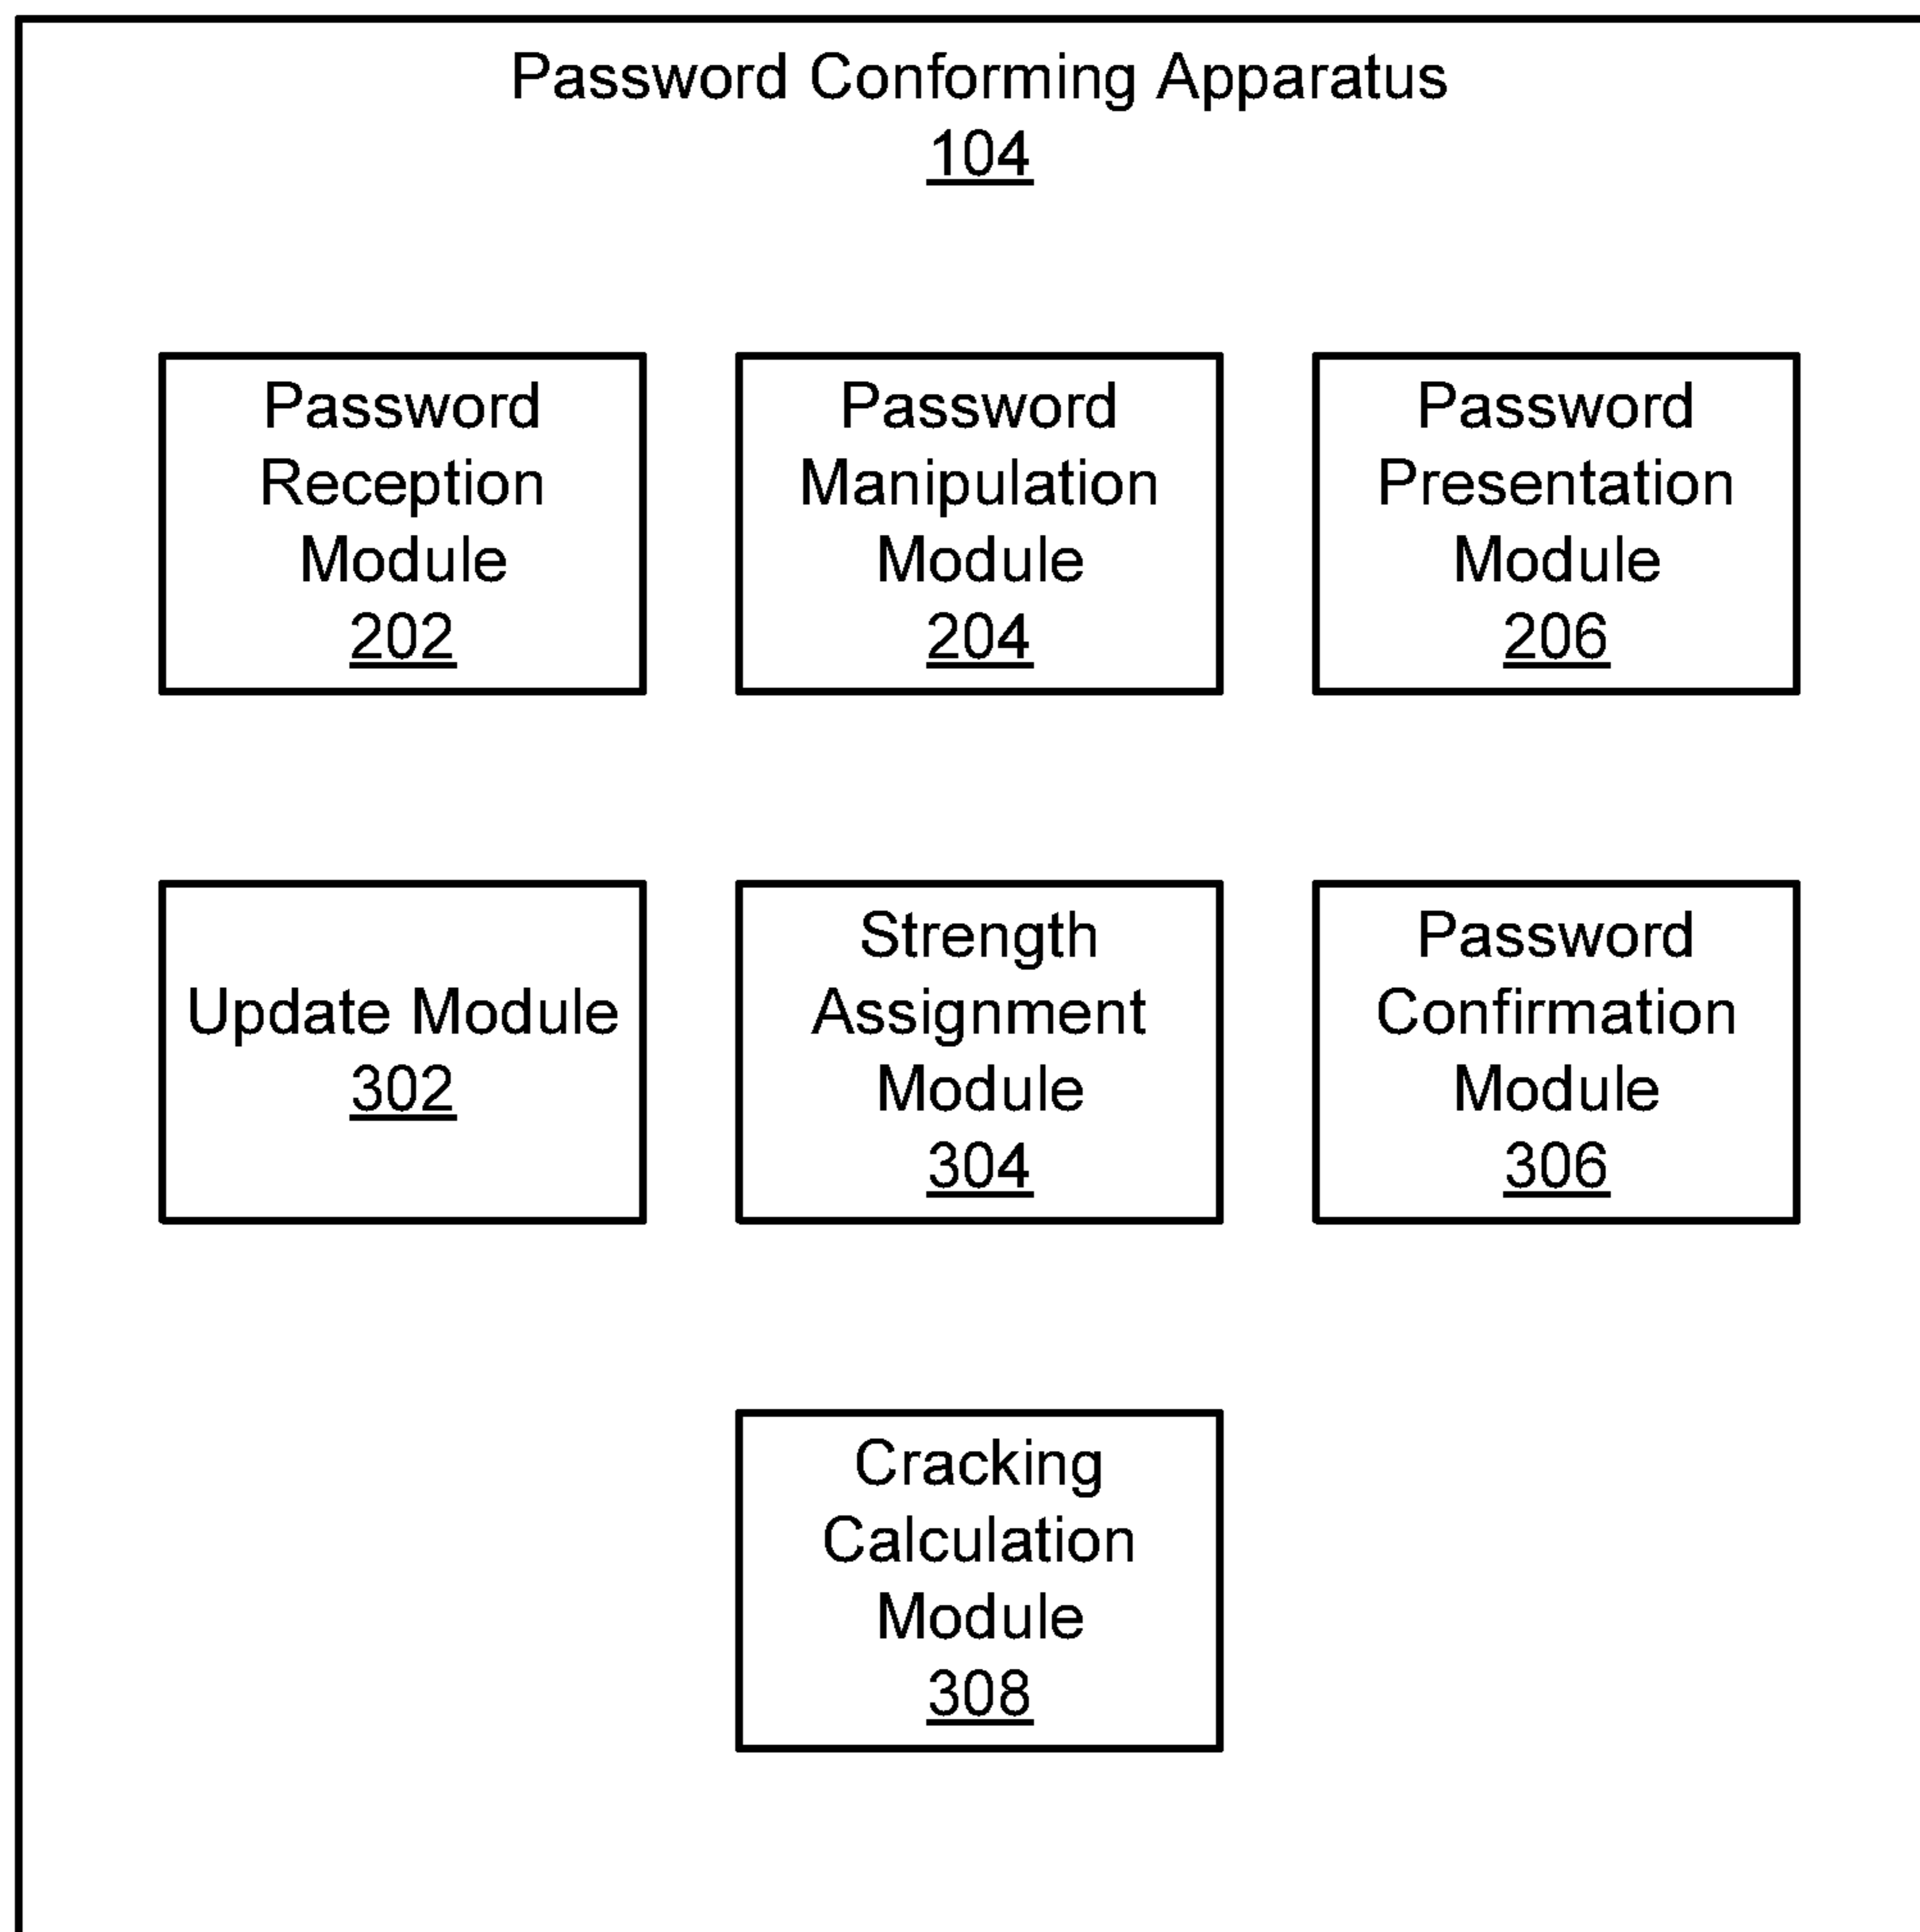 Password Conforming Apparatus
104
Password
Reception
Module
202
Password
Manipulation
Module
204
Password
Presentation
Module
206
Update Module
302
Strength
Assignment
Module
304
Password
Confirmation
Module
306
Cracking
Calculation
Module
308